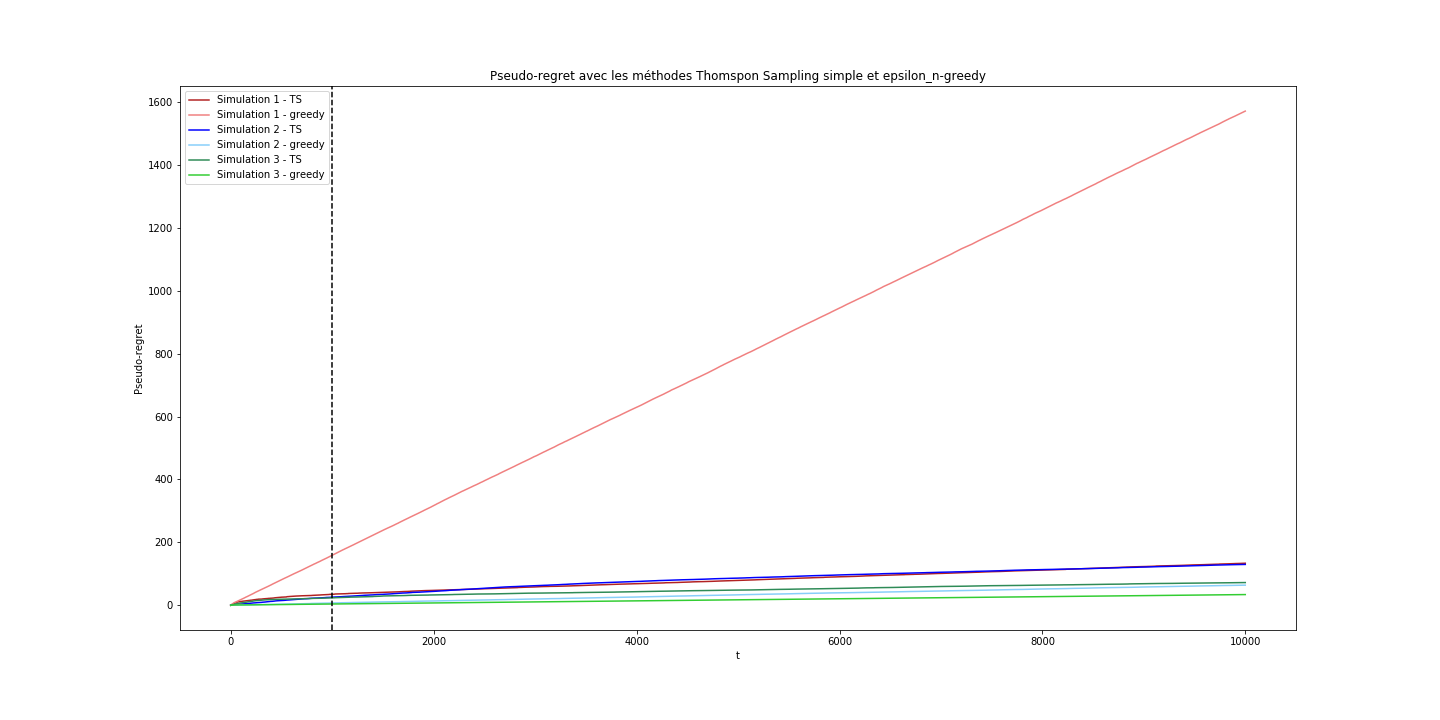 Pseudo-regret avec les méthodes Thomspon Sampling simple et epsilon_n-greedy
Simulation 1 - TS
Simulation 1 - greedy
Simulation 2 - TS
Simulation 2 - greedy
Simulation 3 - TS
Simulation 3 - greedy
1600
1400
1200
1000
800
600
400
200
0
Pseudo-regret
0 2000 4000 6000 8000 10000
t